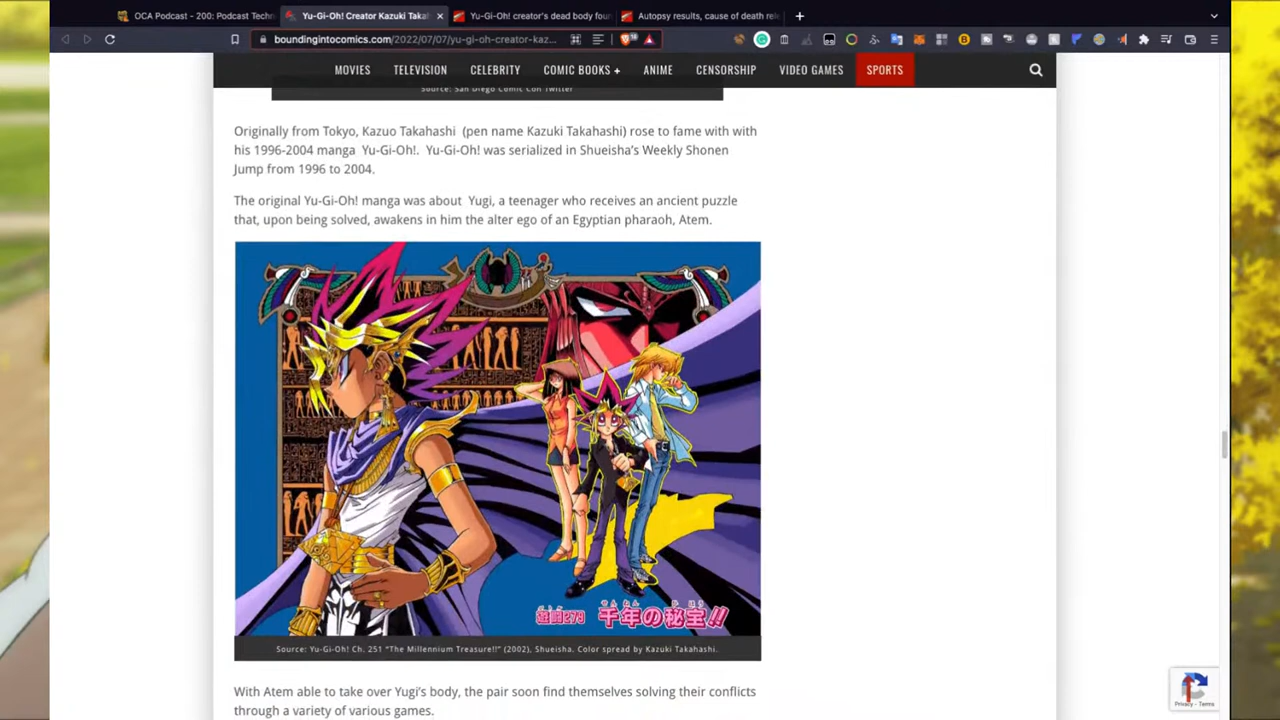 OCA Podcast - 200: Podcast Techn
Yu-Gi-Oh! Creator Kazuki Takah
Yu-Gi-Oh! creator's dead body foun
Autopsy results, cause of death rel
boundingintocomics.com/2022/07/07/yu-gi-oh-creator-kaz...
MOVIES TELEVISION CELEBRITY COMIC BOOKS + ANIME CENSORSHIP VIDEO GAMES SPORTS
Source: San Diego Comic Con Twitter
Originally from Tokyo, Kazuo Takahashi (pen name Kazuki Takahashi) rose to fame with with
his 1996-2004 manga Yu-Gi-Oh!. Yu-Gi-Oh! was serialized in Shueisha's Weekly Shonen
Jump from 1996 to 2004.
The original Yu-Gi-Oh! manga was about Yugi, a teenager who receives an ancient puzzle
that, upon being solved, awakens in him the alter ego of an Egyptian pharaoh, Atem.
千年の秘宝!!
Source: Yu-Gi-Oh! Ch. 251 "The Millennium Treasure!!" (2002), Shueisha. Color spread by Kazuki Takahashi.
With Atem able to take over Yugi's body, the pair soon find themselves solving their conflicts
through a variety of various games.
Privacy - Terms